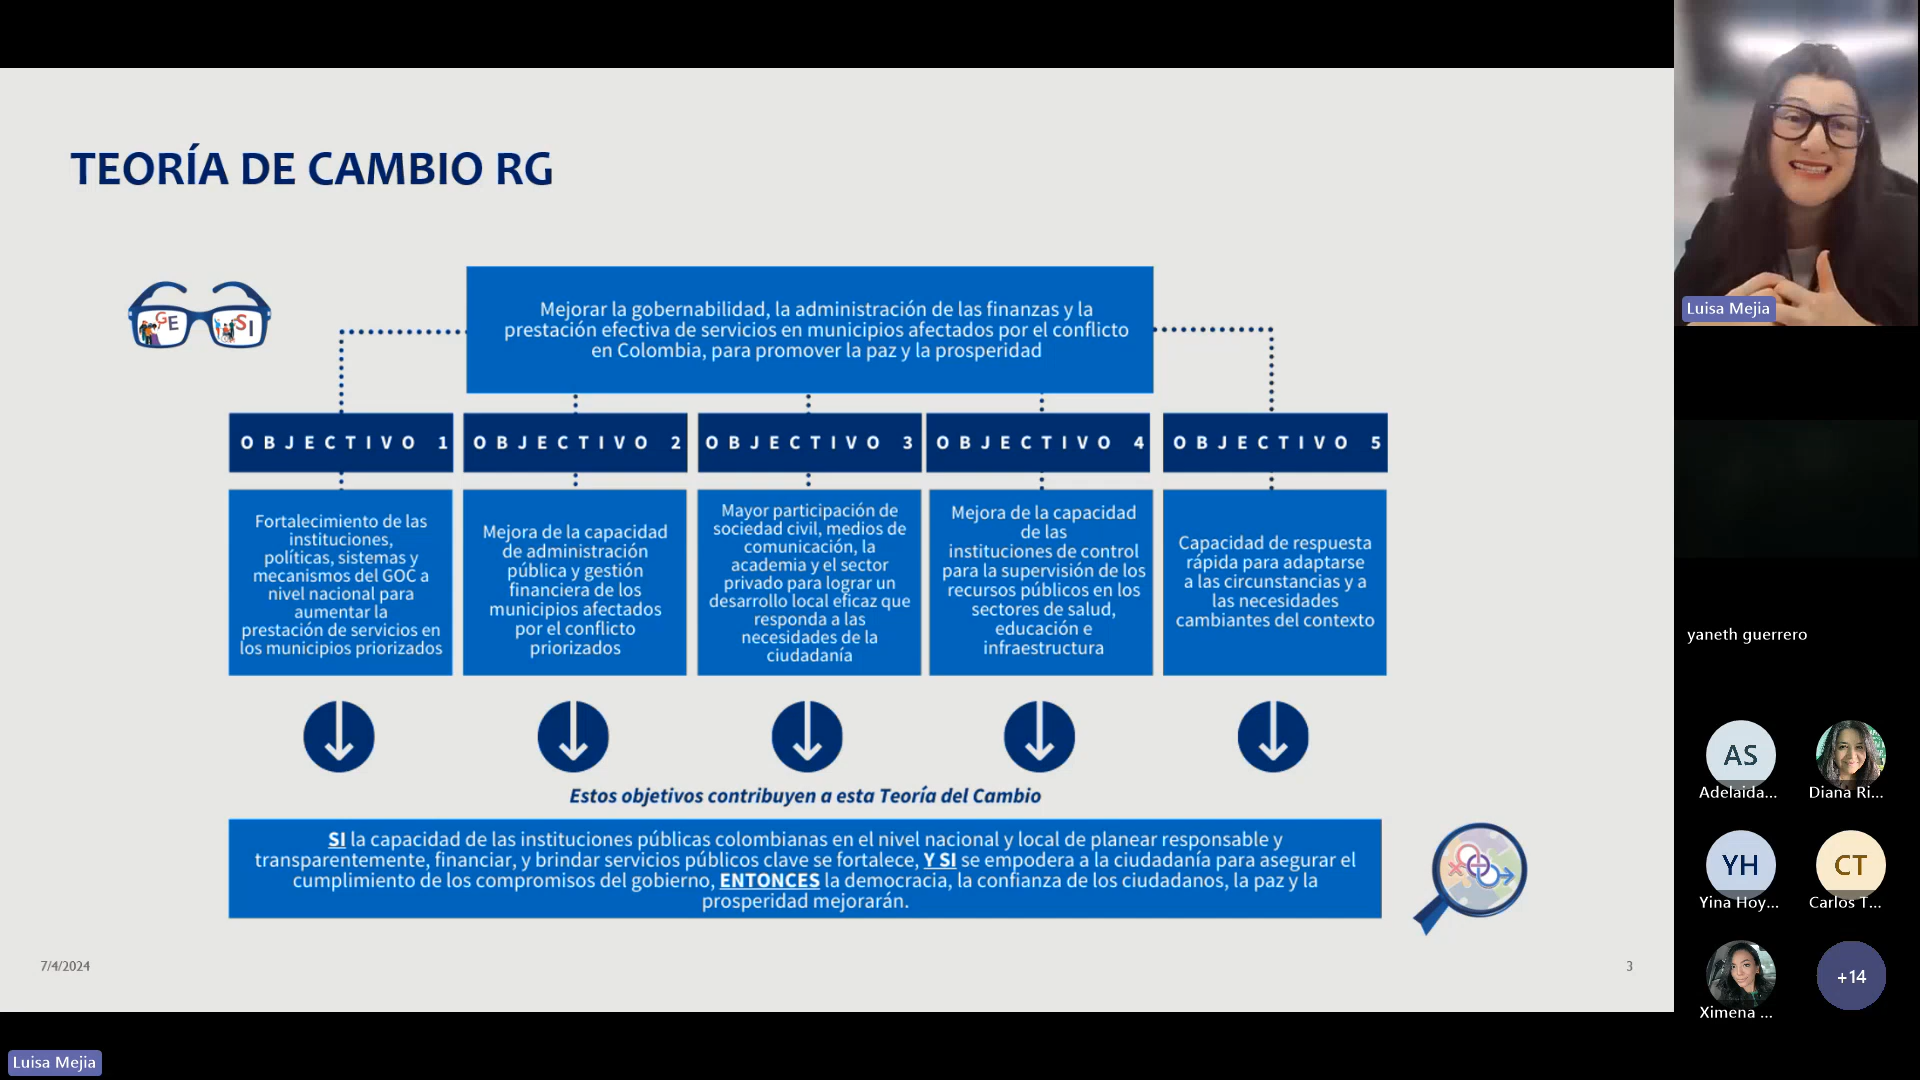 TEORÍA DE CAMBIO RG
GE SI
Mejorar la gobernabilidad, la administración de las finanzas y la
prestación efectiva de servicios en municipios afectados por el conflicto
en Colombia, para promover la paz y la prosperidad
OBJECTIVO 1
Fortalecimiento de las
instituciones,
políticas, sistemas y
mecanismos del GOC a
nivel nacional para
aumentar la
prestación de servicios en
los municipios priorizados
OBJECTIVO 2
Mejora de la capacidad
de administración
pública y gestión
financiera de los
municipios afectados
por el conflicto
priorizados
OBJECTIVO 3
Mayor participación de
sociedad civil, medios de
comunicación, la
academia y el sector
privado para lograr un
desarrollo local eficaz que
responda a las
necesidades de la
ciudadanía
OBJECTIVO 4
Mejora de la capacidad
de las
instituciones de control
para la supervisión de los
recursos públicos en los
sectores de salud,
educación e
infraestructura
OBJECTIVO 5
Capacidad de respuesta
rápida para adaptarse
a las circunstancias y a
las necesidades
cambiantes del contexto
Estos objetivos contribuyen a esta Teoría del Cambio
SI la capacidad de las instituciones públicas colombianas en el nivel nacional y local de planear responsable y
transparentemente, financiar, y brindar servicios públicos clave se fortalece, Y SI se empodera a la ciudadanía para asegurar el
cumplimiento de los compromisos del gobierno, ENTONCES la democracia, la confianza de los ciudadanos, la paz y la
prosperidad mejorarán.
7/4/2024
3
Luisa Mejia
Luisa Mejia
yaneth guerrero
AS
Adelaida...
Diana Ri...
YH
Yina Hoy...
CT
Carlos T...
Ximena ...
+14